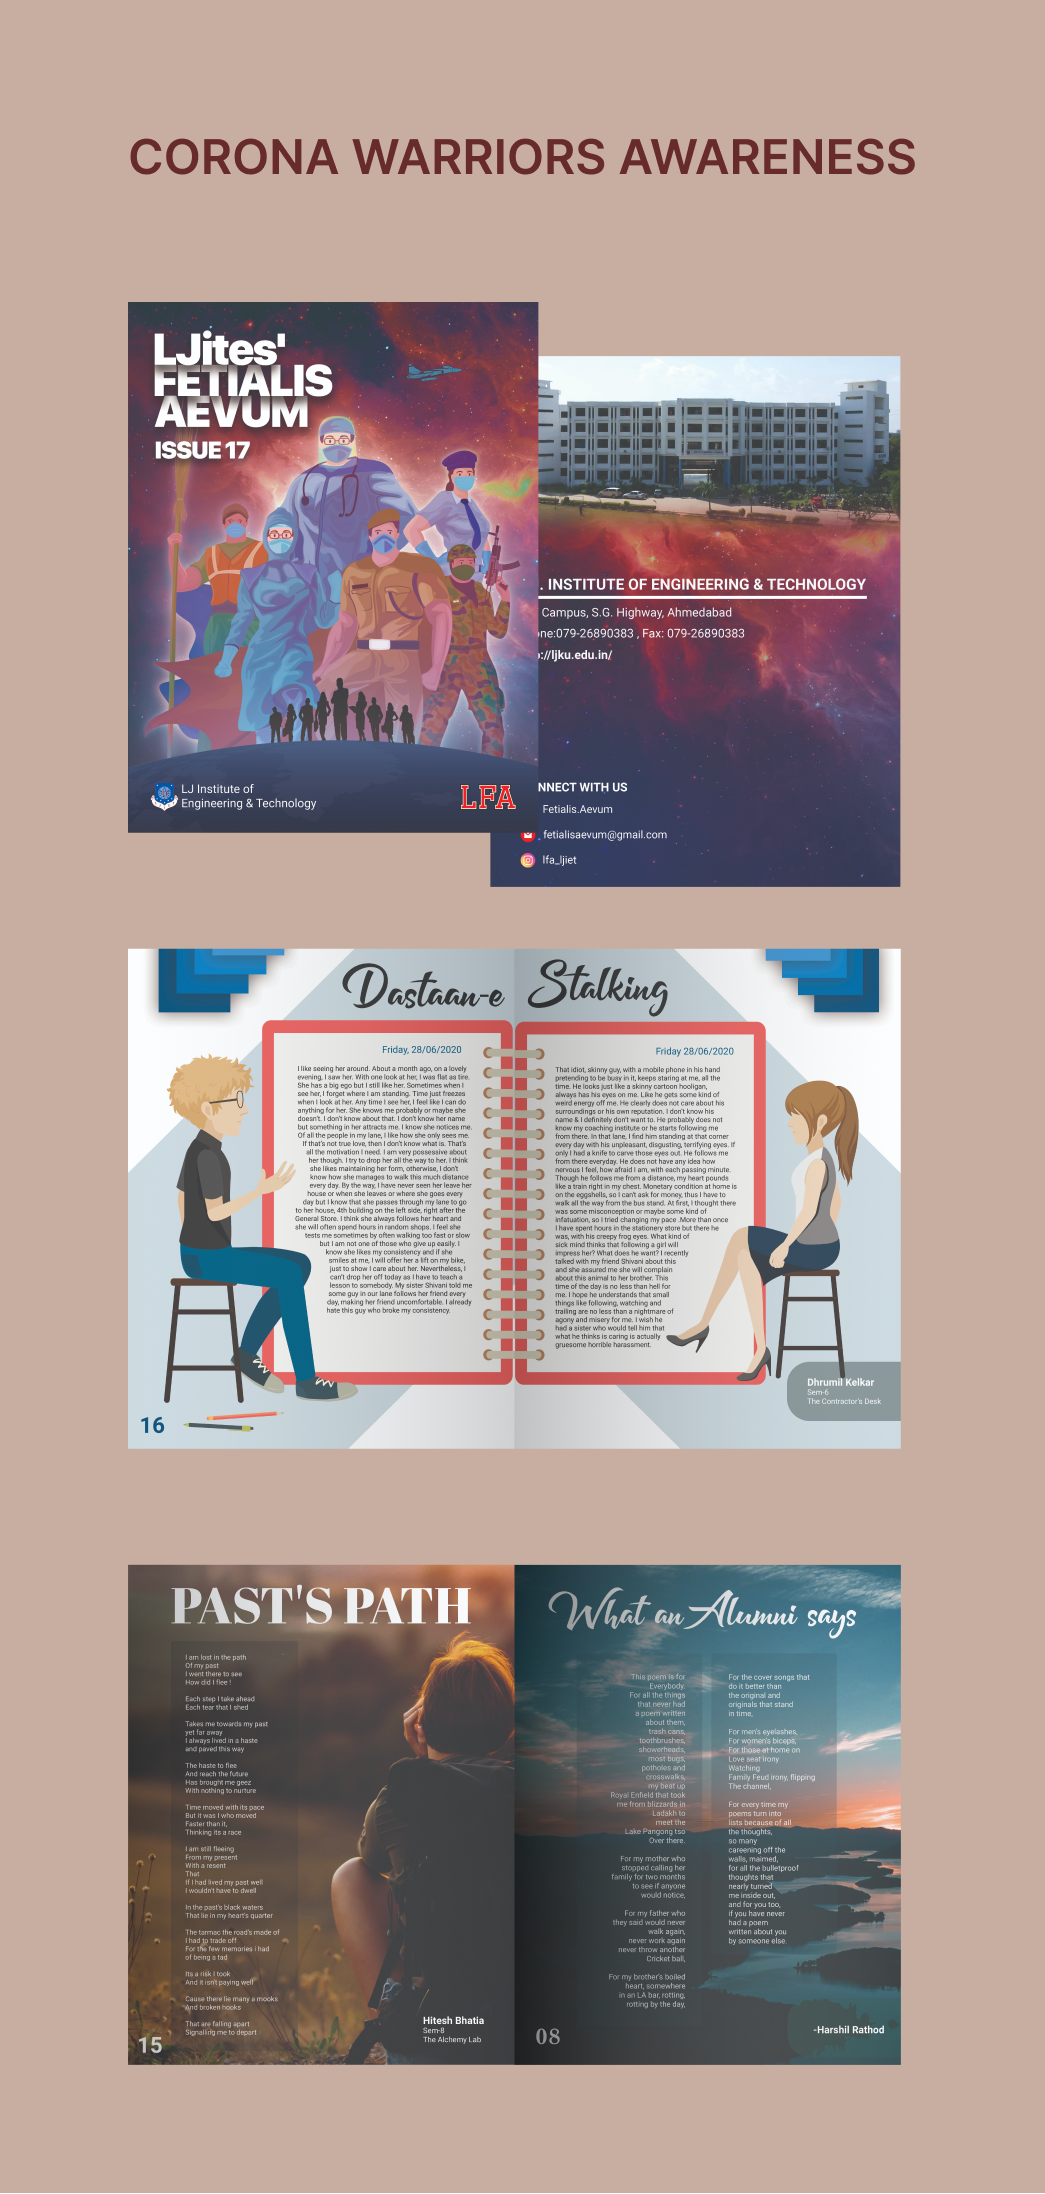 CORONA WARRIORS AWARENESS
LJites'
FETIALIS
AEVUM
ISSUE 17
LJ Institute of
Engineering & Technology
LFA
. INSTITUTE OF ENGINEERING & TECHNOLOGY
Campus, S.G. Highway, Ahmedabad
ne:079-26890383 , Fax: 079-26890383
://ljku.edu.in/
NNECT WITH US
Fetialis.Aevum
fetialisaevum@gmail.com
lfa_ljiet
Dastaan-e Stalking
Friday, 28/06/2020
I like seeing her around. About a month ago, on a lovely
evening, I saw her. With one look at her, I was flat as tire.
She has a big ego but I still like her. Sometimes when I
see her, I forget where I am standing. Time just freezes
when I look at her. Any time I see her, I feel like I can do
anything for her. She knows me probably or maybe she
doesn't. I don't know about that. I don't know her name
but something in her attracts me. I know she notices me.
Of all the people in my lane, I like how she only sees me.
If that's not true love, then I don't know what is. That's
all the motivation I need. I am very possessive about
her though. I try to drop her all the way to her. I think
she likes maintaining her form, otherwise, I don't
know how she manages to walk this much distance
every day. By the way, I have never seen her leave her
house or when she leaves or where she goes every
day but I know that she passes through my lane to go
to her house, 4th building on the left side, right after the
General Store. I think she always follows her heart and
she will often spend hours in random shops. I feel she
tests me sometimes by often walking too fast or slow
but I am not one of those who give up easily. I
know she likes my consistency and if she
smiles at me, I will offer her a lift on my bike,
just to show I care about her. Nevertheless, I
can't drop her off today as I have to teach a
lesson to somebody. My sister Shivani told me
some guy in our lane follows her friend every
day, making her friend uncomfortable. I already
hate this guy who broke my consistency.
16
Friday 28/06/2020
That idiot, skinny guy, with a mobile phone in his hand
pretending to be busy in it, keeps staring at me, all the
time. He looks just like a skinny cartoon hooligan,
always has his eyes on me. Like he gets some kind of
weird energy off me. He clearly does not care about his
surroundings or his own reputation. I don't know his
name & I definitely don't want to. He probably does not
know my coaching institute or he starts following me
from there. In that lane, I find him standing at that corner
every day with his unpleasant, disgusting, terrifying eyes. If
only I had a knife to carve those eyes out. He follows me
from there everyday. He does not have any idea how
nervous I feel, how afraid I am, with each passing minute.
Though he follows me from a distance, my heart pounds
like a train right in my chest. Monetary condition at home is
on the eggshells, so I can't ask for money, thus I have to
walk all the way from the bus stand. At first, I thought there
was some misconception or maybe some kind of
infatuation, so I tried changing my pace .More than once
I have spent hours in the stationery store but there he
was, with his creepy frog eyes. What kind of
sick mind thinks that following a girl will
impress her? What does he want? I recently
talked with my friend Shivani about this
and she assured me she will complain
about this animal to her brother. This
time of the day is no less than hell for
me. I hope he understands that small
things like following, watching and
trailing are no less than a nightmare of
agony and misery for me. I wish he
had a sister who would tell him that
what he thinks is caring is actually
gruesome horrible harassment.
Dhrumil Kelkar
Sem-6
The Contractor's Desk
PAST'S PATH
I am lost in the path
Of my past
I went there to see
How did I flee !
Each step I take ahead
Each tear that I shed
Takes me towards my past
yet far away
I always lived in a haste
and paved this way
The haste to flee
And reach the future
Has brought me geez
With nothing to nurture
Time moved with its pace
But it was I who moved
Faster than it,
Thinking its a race
I am still fleeing
From my present
With a resent
That
If I had lived my past well
I wouldn't have to dwell
In the past's black waters
That lie in my heart's quarter
The tarmac the road's made of
I had to trade off
For the few memories i had
of being a tad
Its a risk I took
And it isn't paying well
Cause there lie many a mooks
And broken hooks
That are falling apart
Signalling me to depart
15
Hitesh Bhatia
Sem-8
The Alchemy Lab
What an Alumni says
This poem is for
Everybody.
For all the things
that never had
a poem written
about them,
trash cans,
toothbrushes,
showerheads,
most bugs,
potholes and
crosswalks,
my beat up
Royal Enfield that took
me from blizzards in
Ladakh to
meet the
Lake Pangong tso
Over there.
For my mother who
stopped calling her
family for two months
to see if anyone
would notice,
For my father who
they said would never
walk again,
never work again
never throw another
Cricket ball,
For my brother's boiled
heart, somewhere
in an LA bar, rotting,
rotting by the day,
For the cover songs that
do it better than
the original and
originals that stand
in time,
For men's eyelashes,
For women's biceps,
For those at home on
Love seat irony
Watching
Family Feud irony, flipping
The channel,
For every time my
poems turn into
lists because of all
the thoughts,
so many
careening off the
walls, maimed,
for all the bulletproof
thoughts that
nearly turned
me inside out,
and for you too,
if you have never
had a poem
written about you
by someone else.
08
-Harshil Rathod